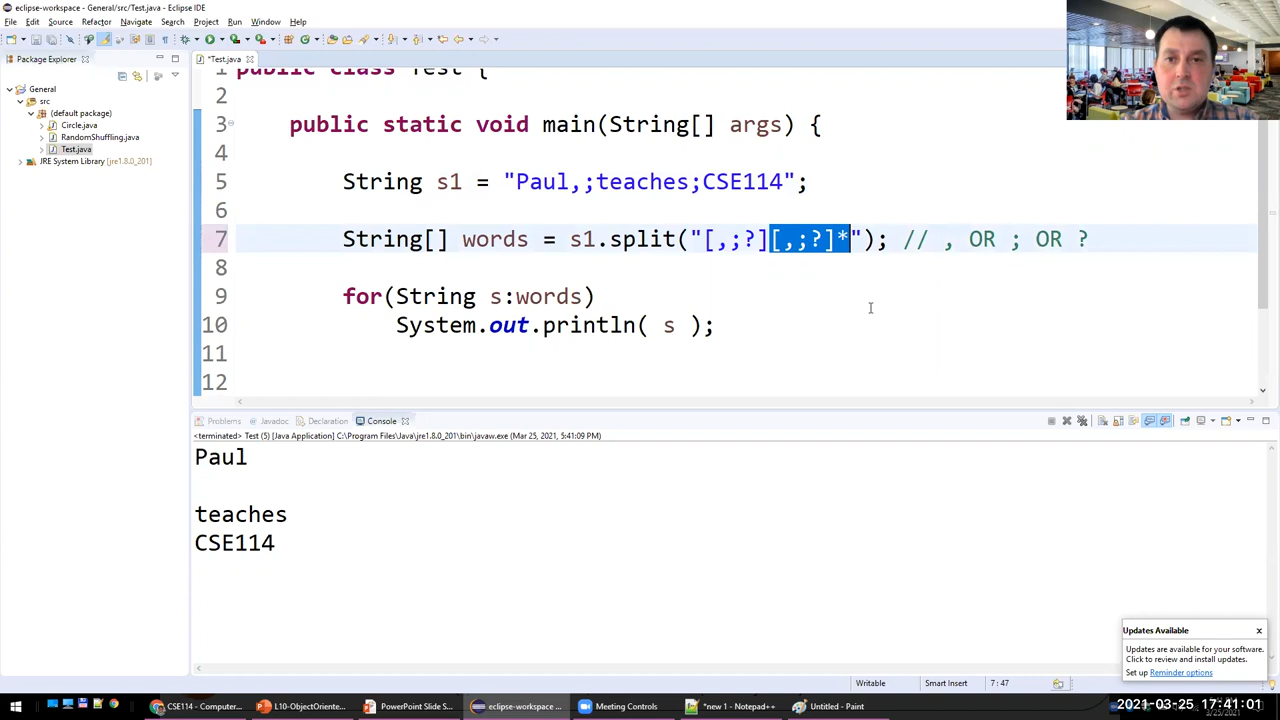 eclipse-workspace - General/src/Test.java - Eclipse IDE
File Edit Source Refactor Navigate Search Project Run Window Help
Package Explorer
*Test.java
General
src
(default package)
Circle.java
RandomShuffling.java
Test.java
JRE System Library [jre1.8.0_201]
1 public class Test {
2
3 public static void main(String[] args) {
4
5 String s1 = "Paul,;teaches;CSE114";
6
7 String[] words = s1.split("[,;?][,;?]*"); // , OR ; OR ?
8
9 for(String s:words)
10 System.out.println( s );
11
12
Problems Javadoc Declaration Console
<terminated> Test (5) [Java Application] C:\Program Files\Java\jre1.8.0_201\bin\javaw.exe (Mar 25, 2021, 5:41:09 PM)
Paul
teaches
CSE114
Updates Available
Updates are available for your software.
Click to review and install updates.
Set up Reminder options
Writable Smart Insert 7 : 47
CSE114 - Computer... L10-ObjectOriente... PowerPoint Slide S... eclipse-workspace ... Meeting Controls *new 1 - Notepad++ Untitled - Paint
2021-03-25 17:41:01